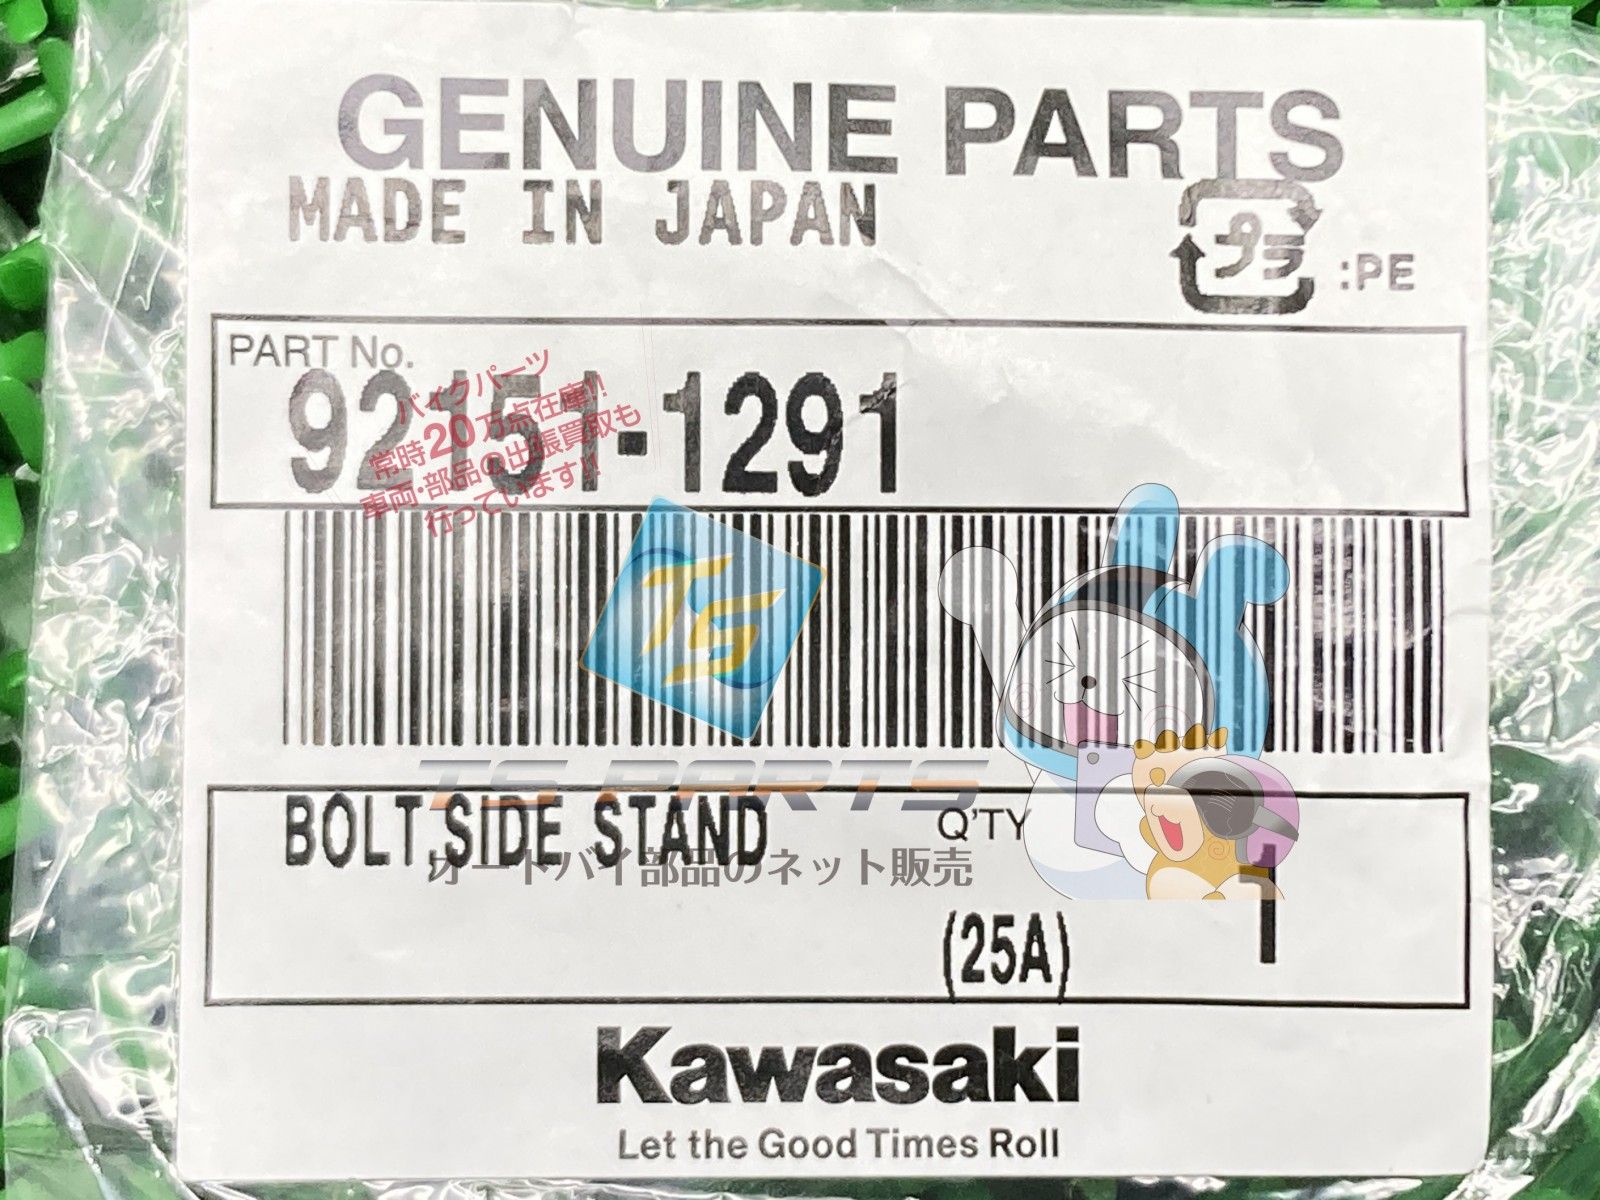 GENUINE PARTS
MADE IN JAPAN
プラ :PE
PART No.
92151-1291
バイクパーツ
常時20万点在庫!!
車両・部品の出張買取も
行っています!!
TS
TS PARTS
BOLT,SIDE STAND Q'TY
オートバイ部品のネット販売
1
(25A)
Kawasaki
Let the Good Times Roll